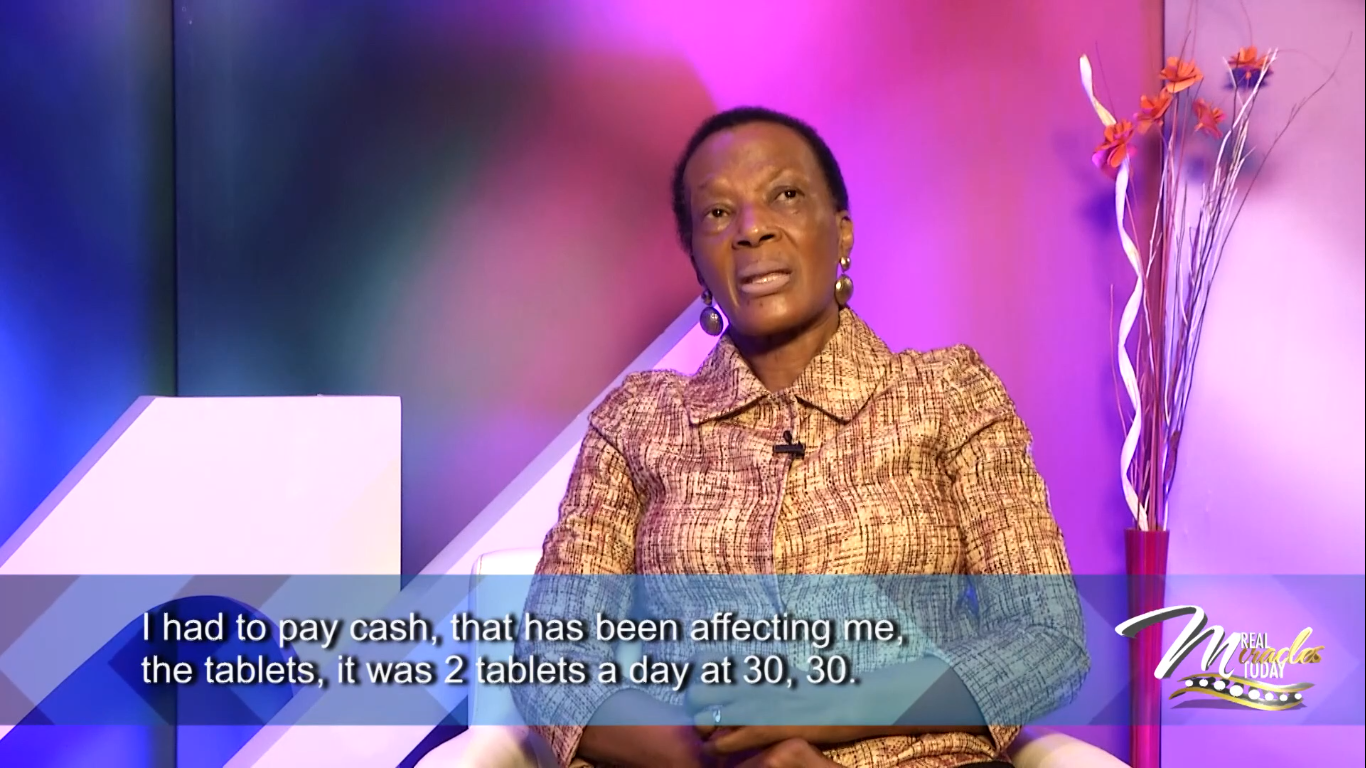 I had to pay cash, that has been affecting me,
the tablets, it was 2 tablets a day at 30, 30.
REAL
Miracles
TODAY